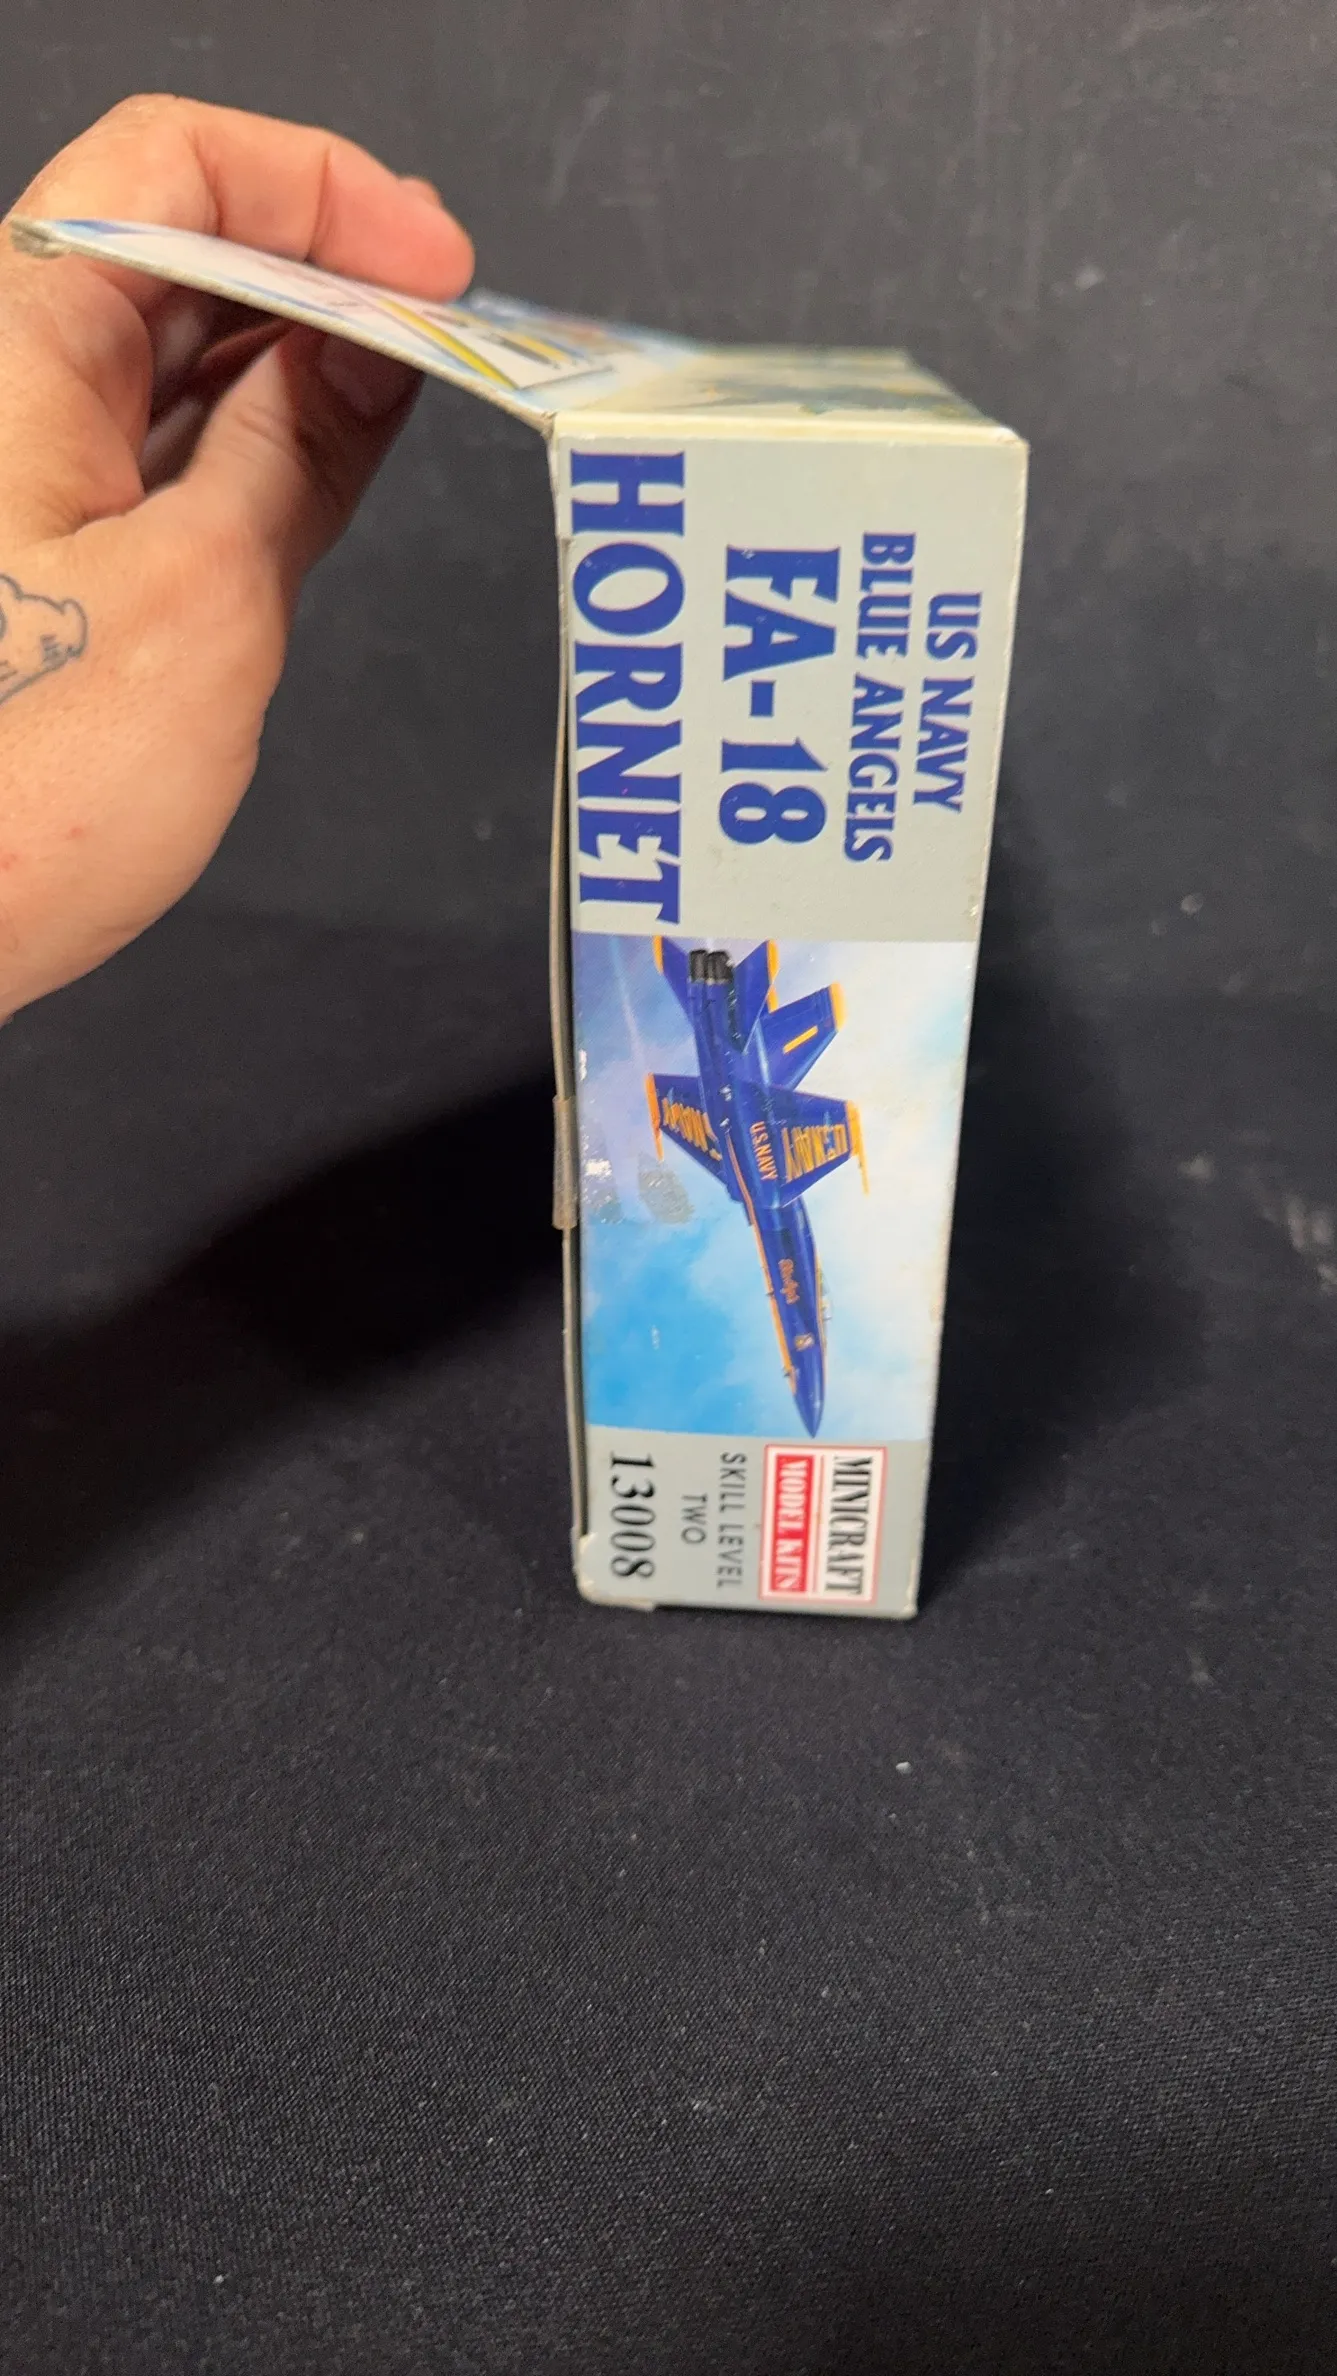 US NAVY
BLUE ANGELS
FA-18
HORNET
U.S.NAVY
MINICRAFT
MODEL KITS
SKILL LEVEL
TWO
13008